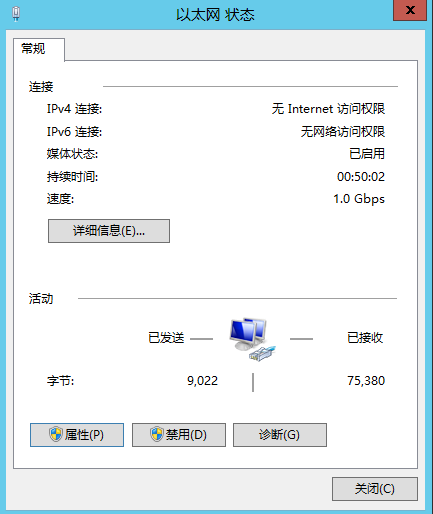 以太网 状态
x
常规
连接
IPv4 连接: 无 Internet 访问权限
IPv6 连接: 无网络访问权限
媒体状态: 已启用
持续时间: 00:50:02
速度: 1.0 Gbps
详细信息(E)...
活动
已发送 已接收
字节: 9,022 75,380
属性(P) 禁用(D) 诊断(G)
关闭(C)